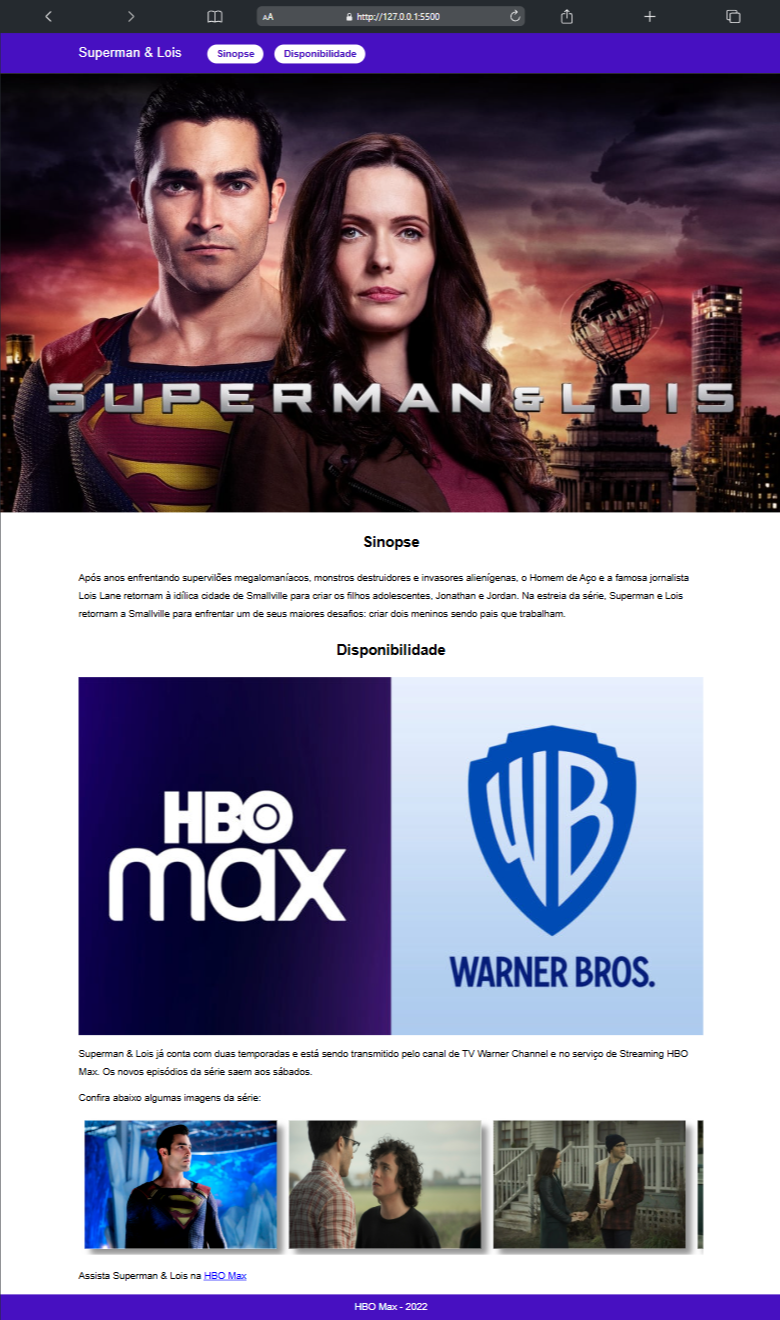 AA http://127.0.0.1:5500
Superman & Lois Sinopse Disponibilidade
SUPERMAN & LOIS
Sinopse
Após anos enfrentando supervilões megalomaníacos, monstros destruidores e invasores alienígenas, o Homem de Aço e a famosa jornalista
Lois Lane retornam à idílica cidade de Smallville para criar os filhos adolescentes, Jonathan e Jordan. Na estreia da série, Superman e Lois
retornam a Smallville para enfrentar um de seus maiores desafios: criar dois meninos sendo pais que trabalham.
Disponibilidade
HBO
max
WB
WARNER BROS.
Superman & Lois já conta com duas temporadas e está sendo transmitido pelo canal de TV Warner Channel e no serviço de Streaming HBO
Max. Os novos episódios da série saem aos sábados.
Confira abaixo algumas imagens da série:
Assista Superman & Lois na HBO Max
HBO Max - 2022